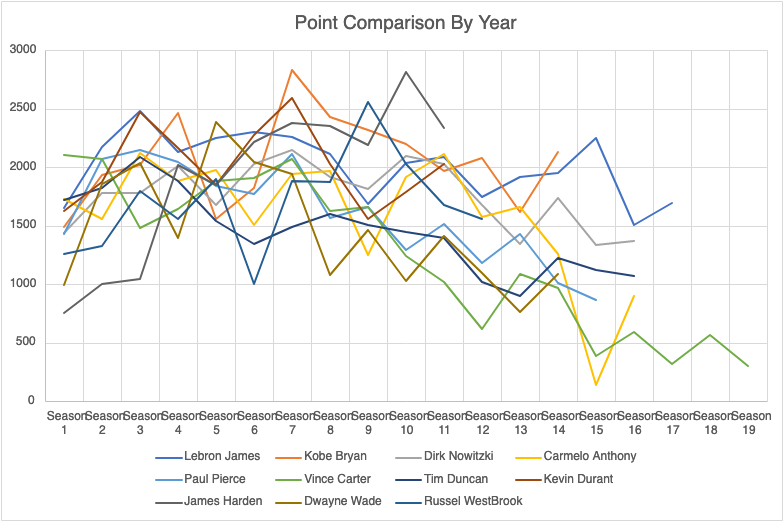 Point Comparison By Year
3000
2500
2000
1500
1000
500
0
Season Season Season Season Season Season Season Season Season Season Season Season Season Season Season Season Season Season Season
1 2 3 4 5 6 7 8 9 10 11 12 13 14 15 16 17 18 19
Lebron James Kobe Bryan Dirk Nowitzki Carmelo Anthony
Paul Pierce Vince Carter Tim Duncan Kevin Durant
James Harden Dwayne Wade Russel WestBrook